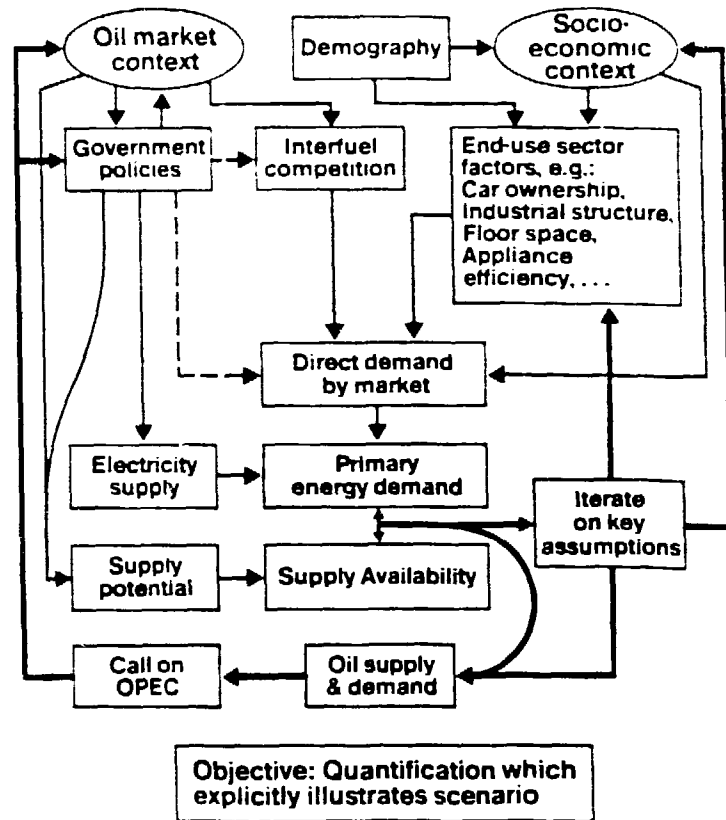 Oil market
context
Demography
Socio-
economic
context
Government
policies
Interfuel
competition
End-use sector
factors, e.g.:
Car ownership,
Industrial structure,
Floor space,
Appliance
efficiency, ...
Direct demand
by market
Electricity
supply
Primary
energy demand
Iterate
on key
assumptions
Supply
potential
Supply Availability
Call on
OPEC
Oil supply
& demand
Objective: Quantification which
explicitly illustrates scenario